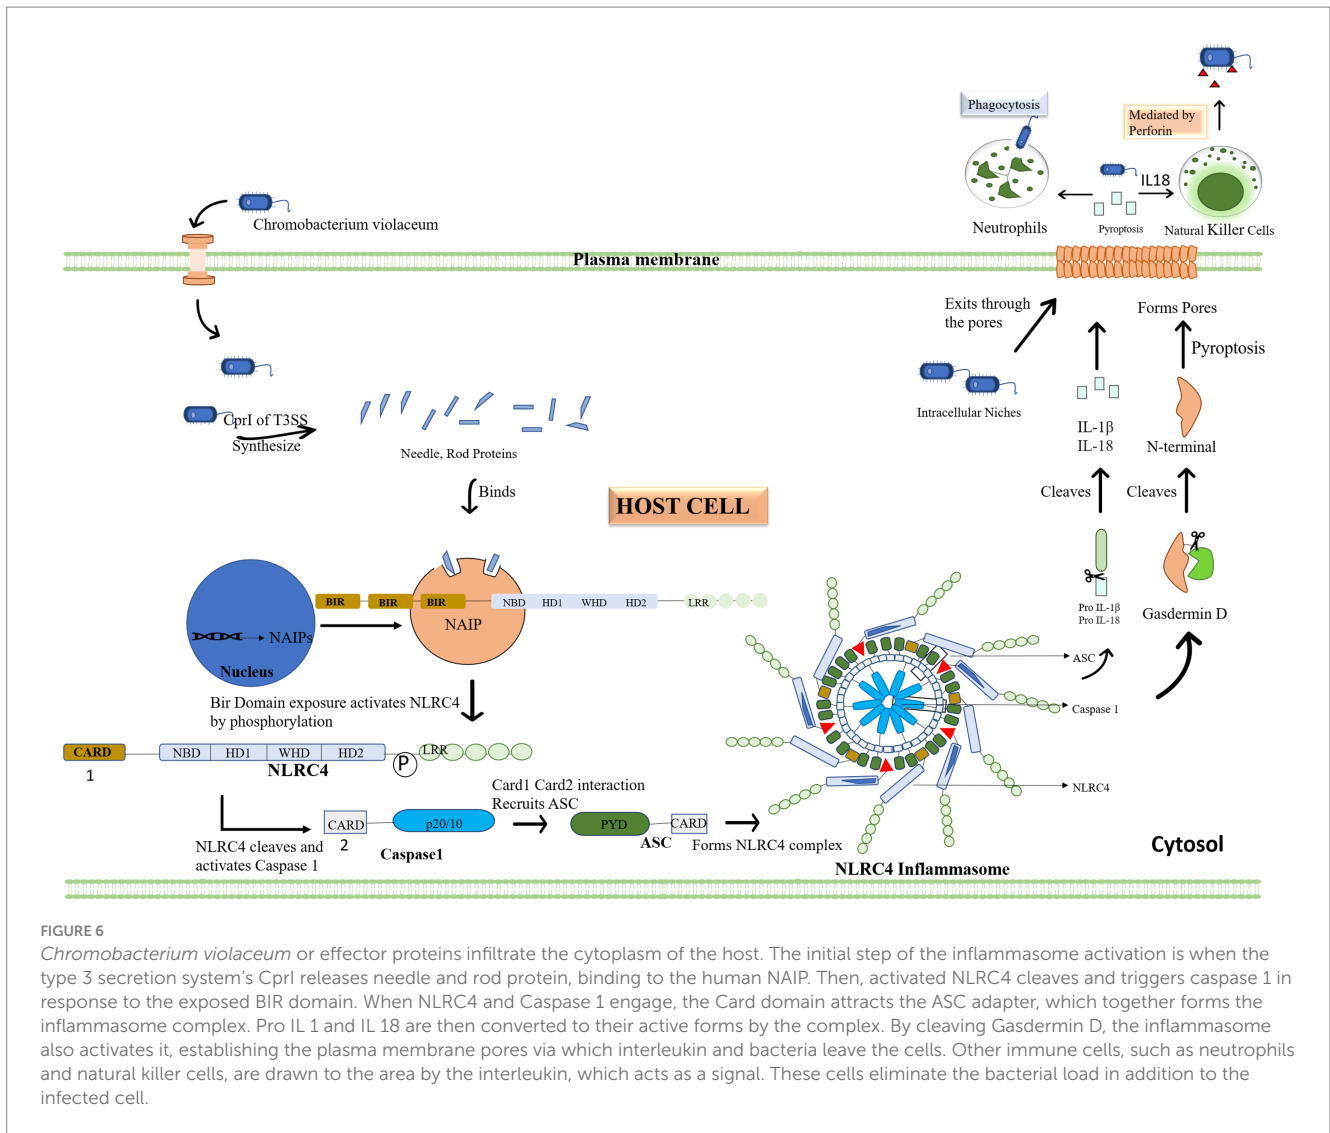 Phagocytosis
Mediated by
Perforin
IL18
Neutrophils
Pyroptosis
Natural Killer Cells
Chromobacterium violaceum
Plasma membrane
Exits through
the pores
Forms Pores
Pyroptosis
Intracellular Niches
CprI of T3SS
Synthesize
Needle, Rod Proteins
IL-1β
IL-18
N-terminal
Binds
HOST CELL
Cleaves
Cleaves
Pro IL-1β
Pro IL-18
Gasdermin D
NAIPs
Nucleus
BIR
BIR
BIR
NBD
HD1
WHD
HD2
LRR
NAIP
ASC
Caspase 1
NLRC4
Bir Domain exposure activates NLRC4
by phosphorylation
CARD
1
NBD
HD1
WHD
HD2
NLRC4
P
LRR
NLRC4 cleaves and
activates Caspase 1
CARD
2
p20/10
Caspase1
Card1 Card2 interaction
Recruits ASC
PYD
CARD
ASC
Forms NLRC4 complex
NLRC4 Inflammasome
Cytosol
FIGURE 6
Chromobacterium violaceum or effector proteins infiltrate the cytoplasm of the host. The initial step of the inflammasome activation is when the
type 3 secretion system's CprI releases needle and rod protein, binding to the human NAIP. Then, activated NLRC4 cleaves and triggers caspase 1 in
response to the exposed BIR domain. When NLRC4 and Caspase 1 engage, the Card domain attracts the ASC adapter, which together forms the
inflammasome complex. Pro IL 1 and IL 18 are then converted to their active forms by the complex. By cleaving Gasdermin D, the inflammasome
also activates it, establishing the plasma membrane pores via which interleukin and bacteria leave the cells. Other immune cells, such as neutrophils
and natural killer cells, are drawn to the area by the interleukin, which acts as a signal. These cells eliminate the bacterial load in addition to the
infected cell.